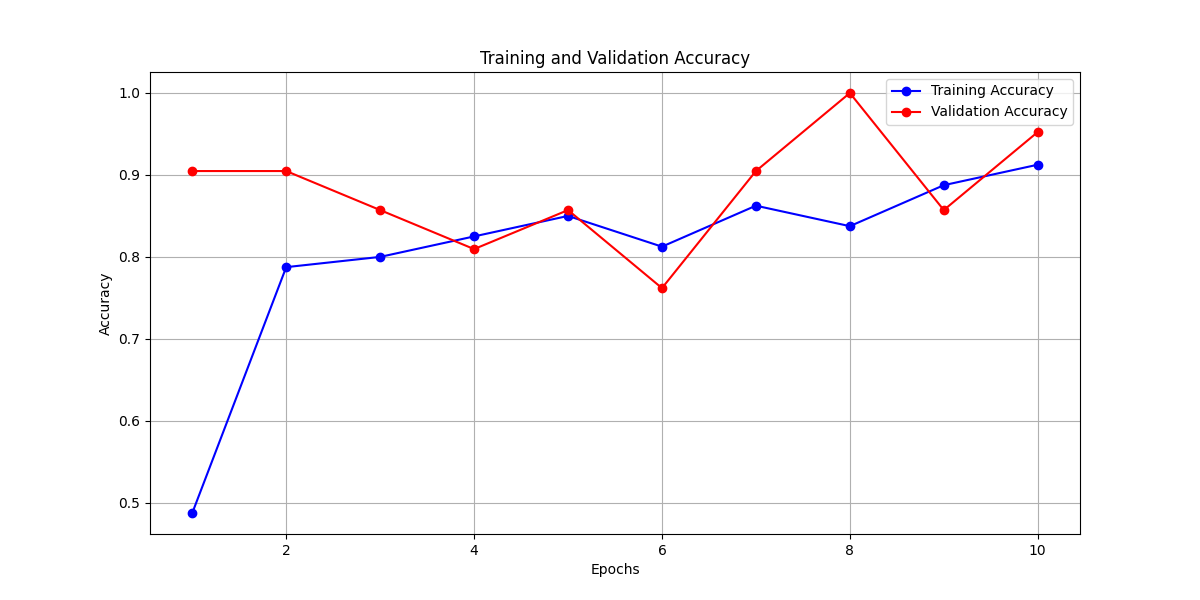 Training and Validation Accuracy
Training Accuracy
Validation Accuracy
1.0
0.9
0.8
0.7
0.6
0.5
Accuracy
2 4 6 8 10
Epochs